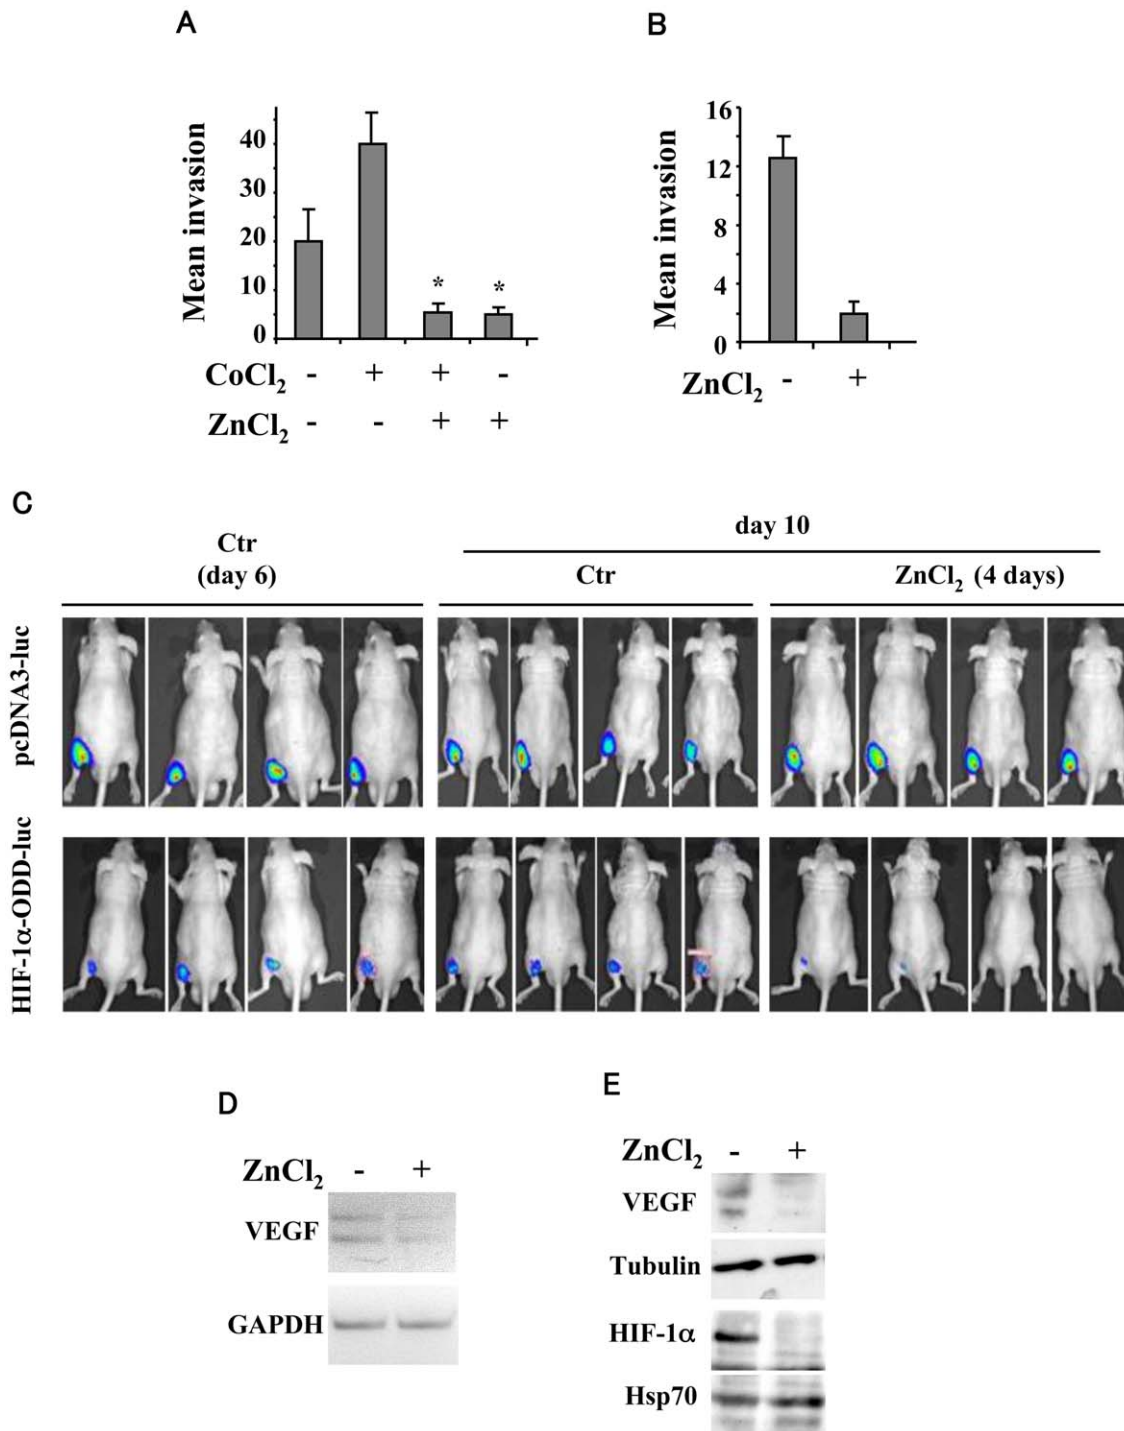 A
B
Mean invasion
40
30
20
10
0
CoCl2 - + + -
ZnCl2 - - + +
Mean invasion
16
12
8
4
0
ZnCl2 - +
C
Ctr
(day 6)
day 10
Ctr
ZnCl2 (4 days)
pcDNA3-luc
HIF-1α-ODD-luc
D
ZnCl2 - +
VEGF
GAPDH
E
ZnCl2 - +
VEGF
Tubulin
HIF-1α
Hsp70